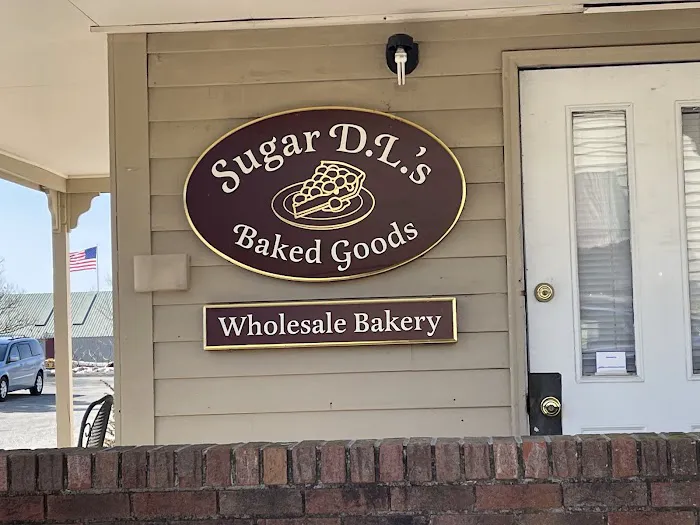 Sugar D.L.'s
Baked Goods
Wholesale Bakery